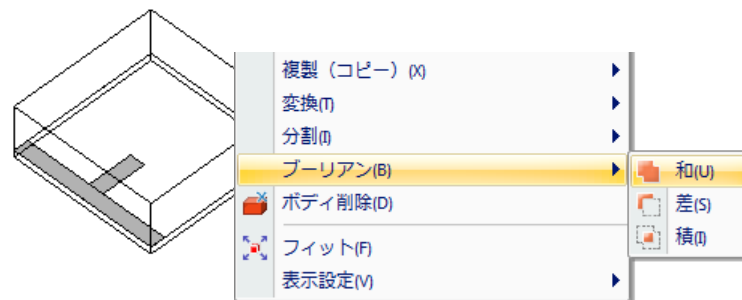 複製（コピー）(X)
変換(T)
分割(I)
ブーリアン(B)
和(U)
差(S)
積(I)
ボディ削除(D)
フィット(F)
表示設定(V)